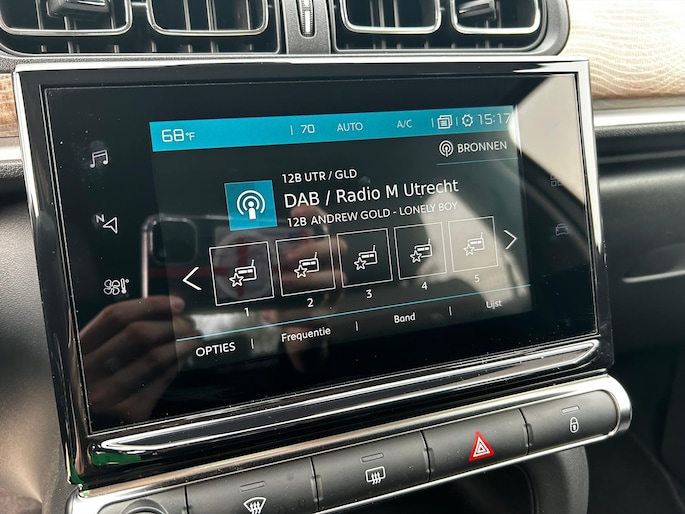 68°F | 70 AUTO A/C | | 15:17
BRONNEN
12B UTR / GLD
DAB / Radio M Utrecht
12B ANDREW GOLD - LONELY BOY
1 2 3 4 5
OPTIES Frequentie Band Lijst
N